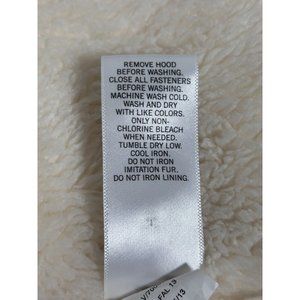 REMOVE HOOD
BEFORE WASHING.
CLOSE ALL FASTENERS
BEFORE WASHING.
MACHINE WASH COLD.
WASH AND DRY
WITH LIKE COLORS.
ONLY NON-
CHLORINE BLEACH
WHEN NEEDED.
TUMBLE DRY LOW.
COOL IRON.
DO NOT IRON
IMITATION FUR.
DO NOT IRON LINING.
FAL 13